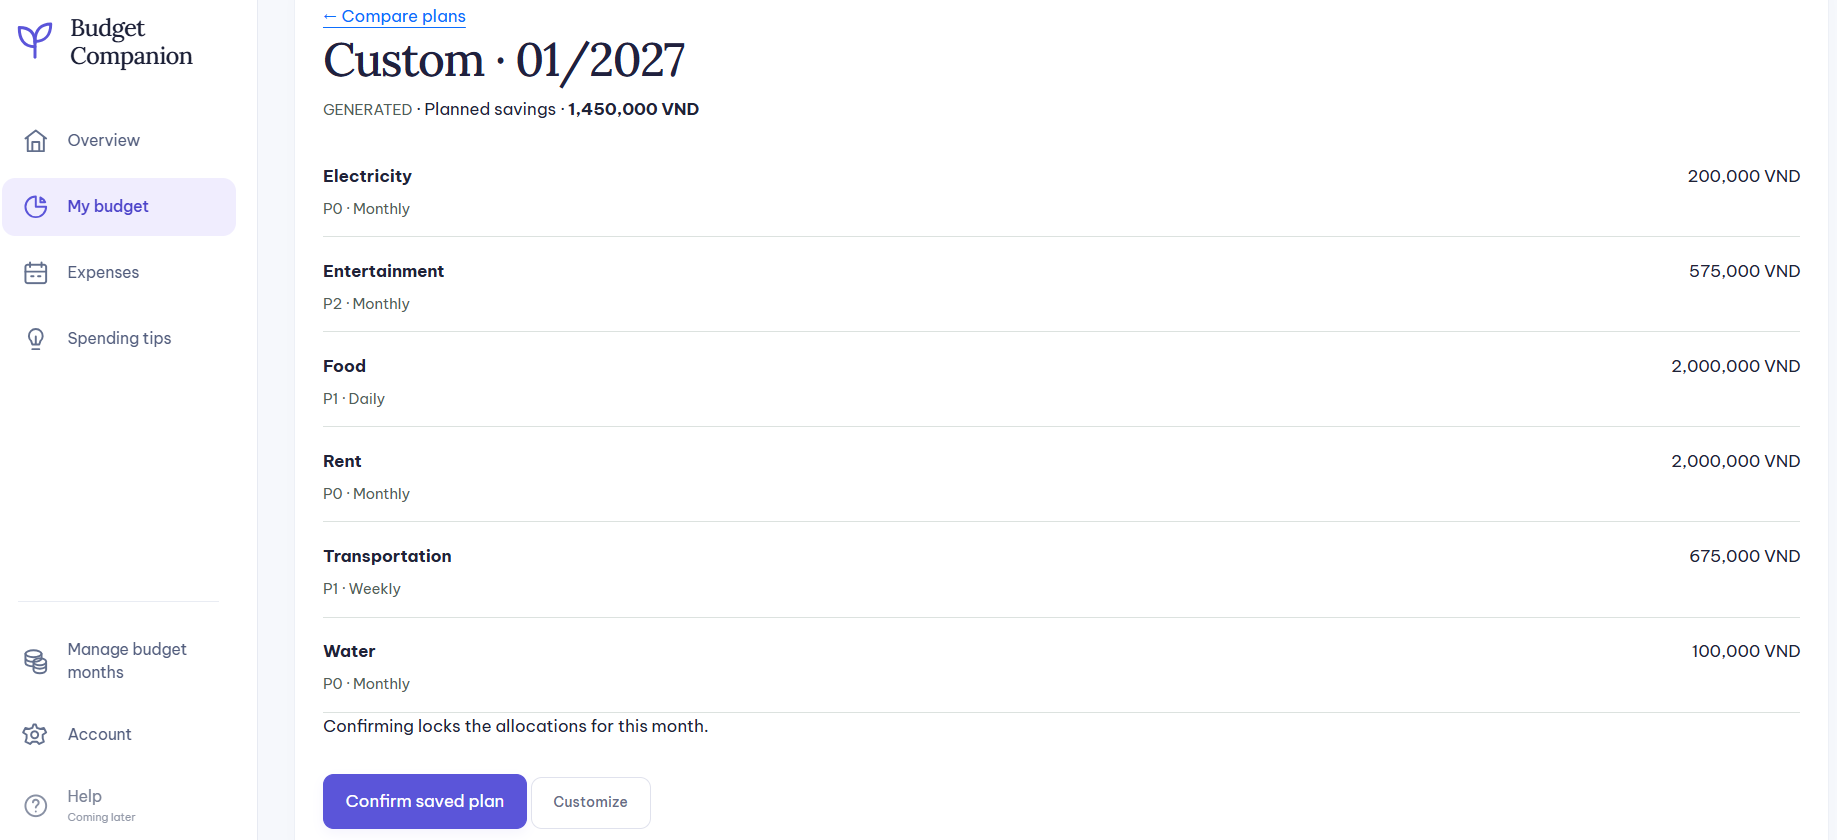 Budget
Companion
Overview
My budget
Expenses
Spending tips
Manage budget
months
Account
Help
Coming later
← Compare plans
Custom · 01/2027
GENERATED · Planned savings · 1,450,000 VND
Electricity 200,000 VND
P0 · Monthly
Entertainment 575,000 VND
P2 · Monthly
Food 2,000,000 VND
P1 · Daily
Rent 2,000,000 VND
P0 · Monthly
Transportation 675,000 VND
P1 · Weekly
Water 100,000 VND
P0 · Monthly
Confirming locks the allocations for this month.
Confirm saved plan Customize